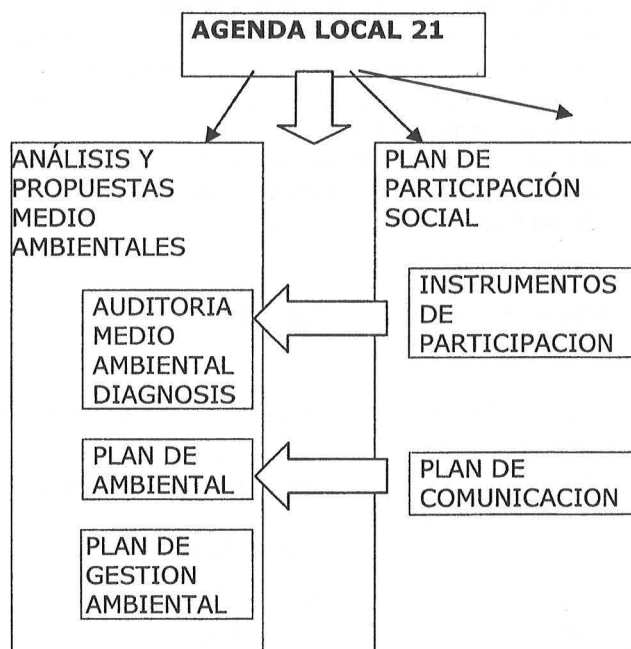 AGENDA LOCAL 21
ANÁLISIS Y
PROPUESTAS
MEDIO
AMBIENTALES
AUDITORIA
MEDIO
AMBIENTAL
DIAGNOSIS
PLAN DE
AMBIENTAL
PLAN DE
GESTION
AMBIENTAL
PLAN DE
PARTICIPACIÓN
SOCIAL
INSTRUMENTOS
DE
PARTICIPACION
PLAN DE
COMUNICACION